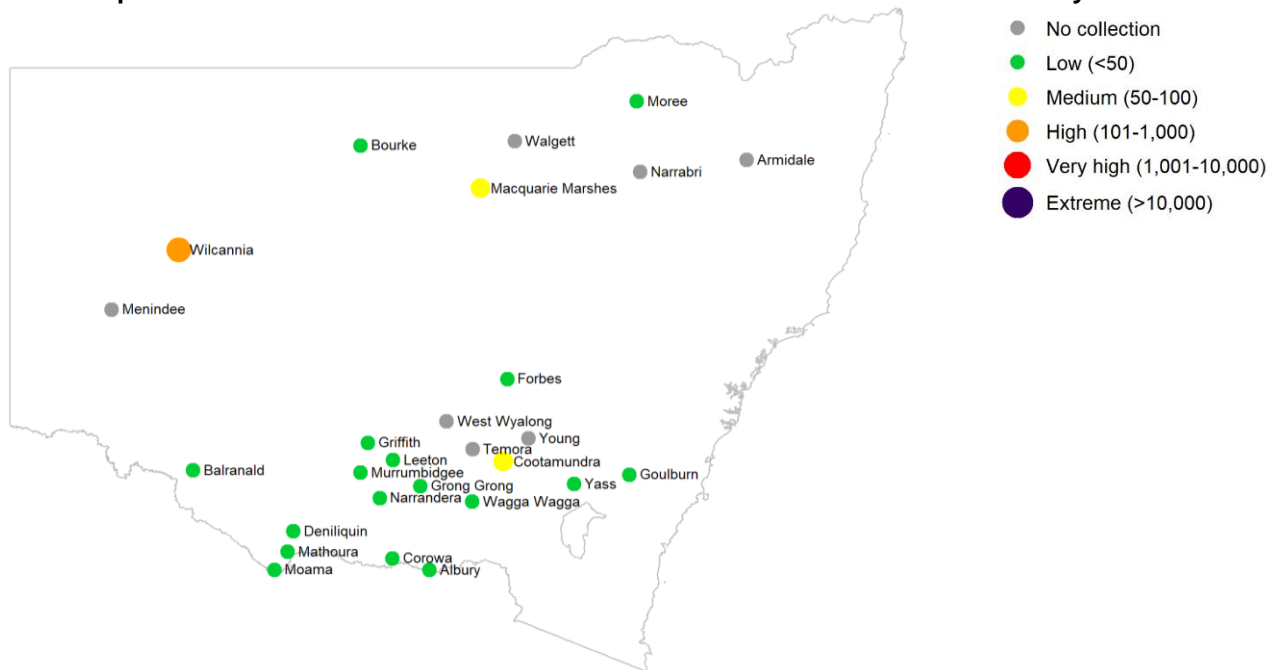 No collection
Low (<50)
Medium (50-100)
High (101-1,000)
Very high (1,001-10,000)
Extreme (>10,000)
Moree
Bourke
Walgett
Armidale
Narrabri
Macquarie Marshes
Wilcannia
Menindee
Forbes
West Wyalong
Young
Griffith
Temora
Leeton
Cootamundra
Balranald
Murrumbidgee
Goulburn
Grong Grong
Yass
Narrandera
Wagga Wagga
Deniliquin
Mathoura
Corowa
Moama
Albury